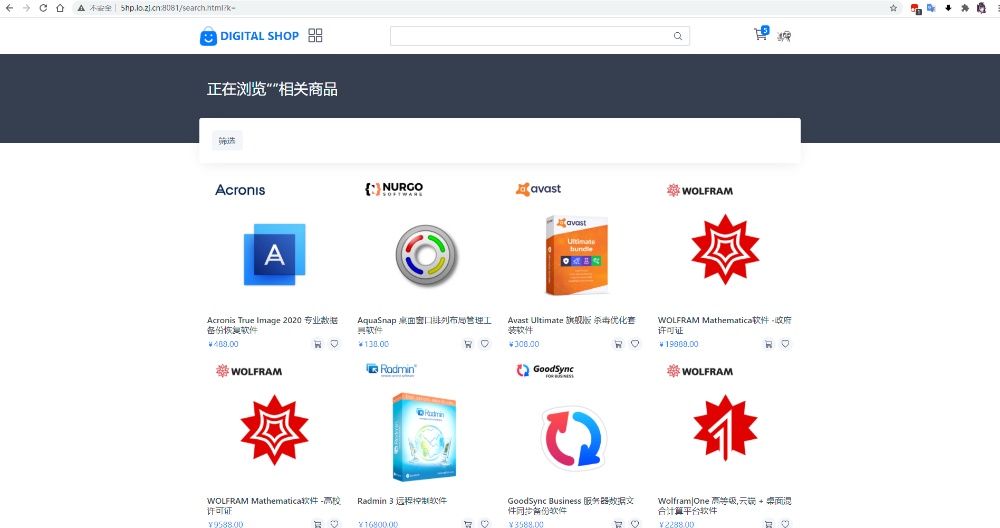 不安全 | 5hp.lo.zj.cn:8081/search.html?k=
DIGITAL SHOP
5
正在浏览“”相关商品
筛选
Acronis
NURGO
SOFTWARE
avast
WOLFRAM
A
avast
Ultimate
bundle
Acronis True Image 2020 专业数据
备份恢复软件
¥488.00
AquaSnap 桌面窗口排列布局管理工
具软件
¥138.00
Avast Ultimate 旗舰版 杀毒优化套
装软件
¥308.00
WOLFRAM Mathematica软件 -政府
许可证
¥19888.00
WOLFRAM
Radmin
GoodSync
FOR BUSINESS
WOLFRAM
Radmin
1
WOLFRAM Mathematica软件 -高校
许可证
¥9588.00
Radmin 3 远程控制软件
¥16800.00
GoodSync Business 服务器数据文
件同步备份软件
¥3588.00
Wolfram|One 高等级,云端 + 桌面混
合计算平台软件
¥2288.00